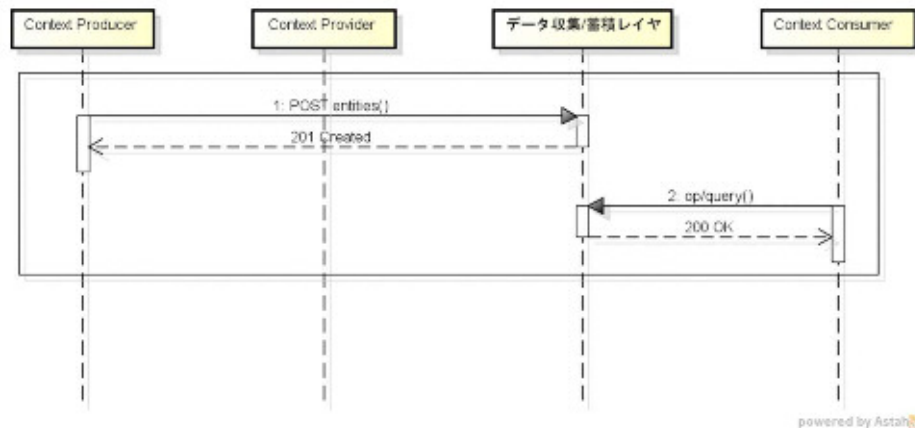 Context Producer
Context Provider
データ収集/蓄積レイヤ
Context Consumer
1: POST entities()
201 Created
2: op/query()
200 OK
powered by Astah